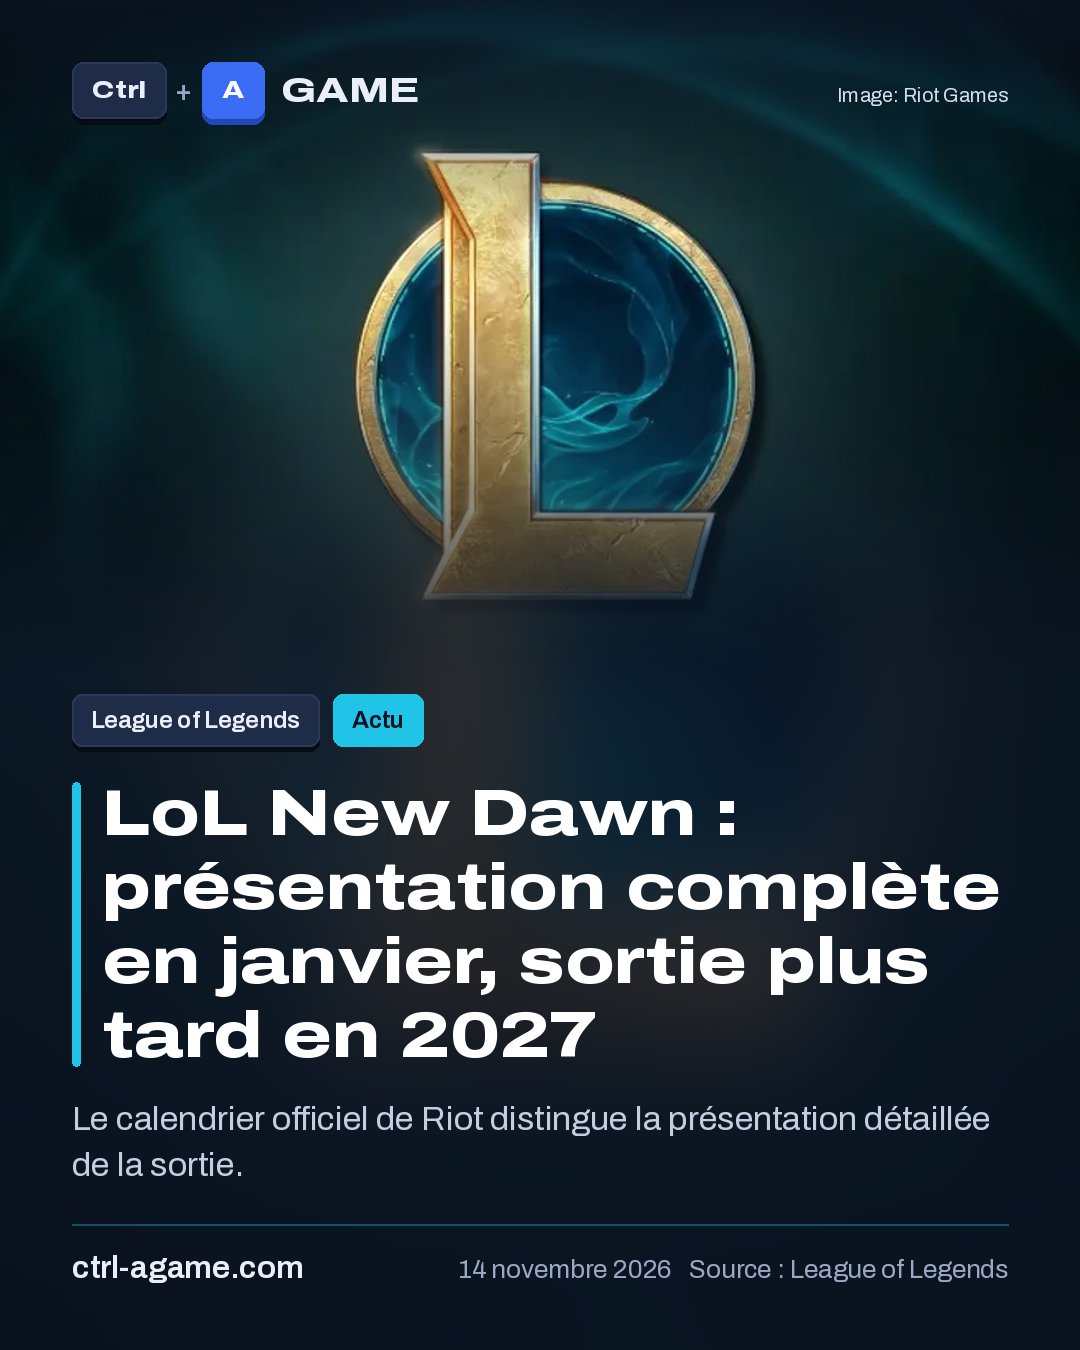 Ctrl + A GAME
Image: Riot Games
League of Legends Actu
LoL New Dawn :
présentation complète
en janvier, sortie plus
tard en 2027
Le calendrier officiel de Riot distingue la présentation détaillée
de la sortie.
ctrl-agame.com
14 novembre 2026 Source : League of Legends